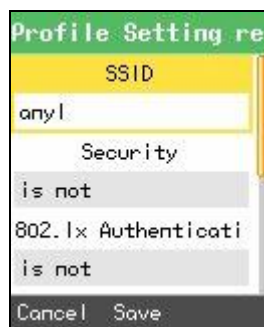 Profile Setting re
SSID
anyl
Security
is not
802.1x Authenticati
is not
Cancel Save